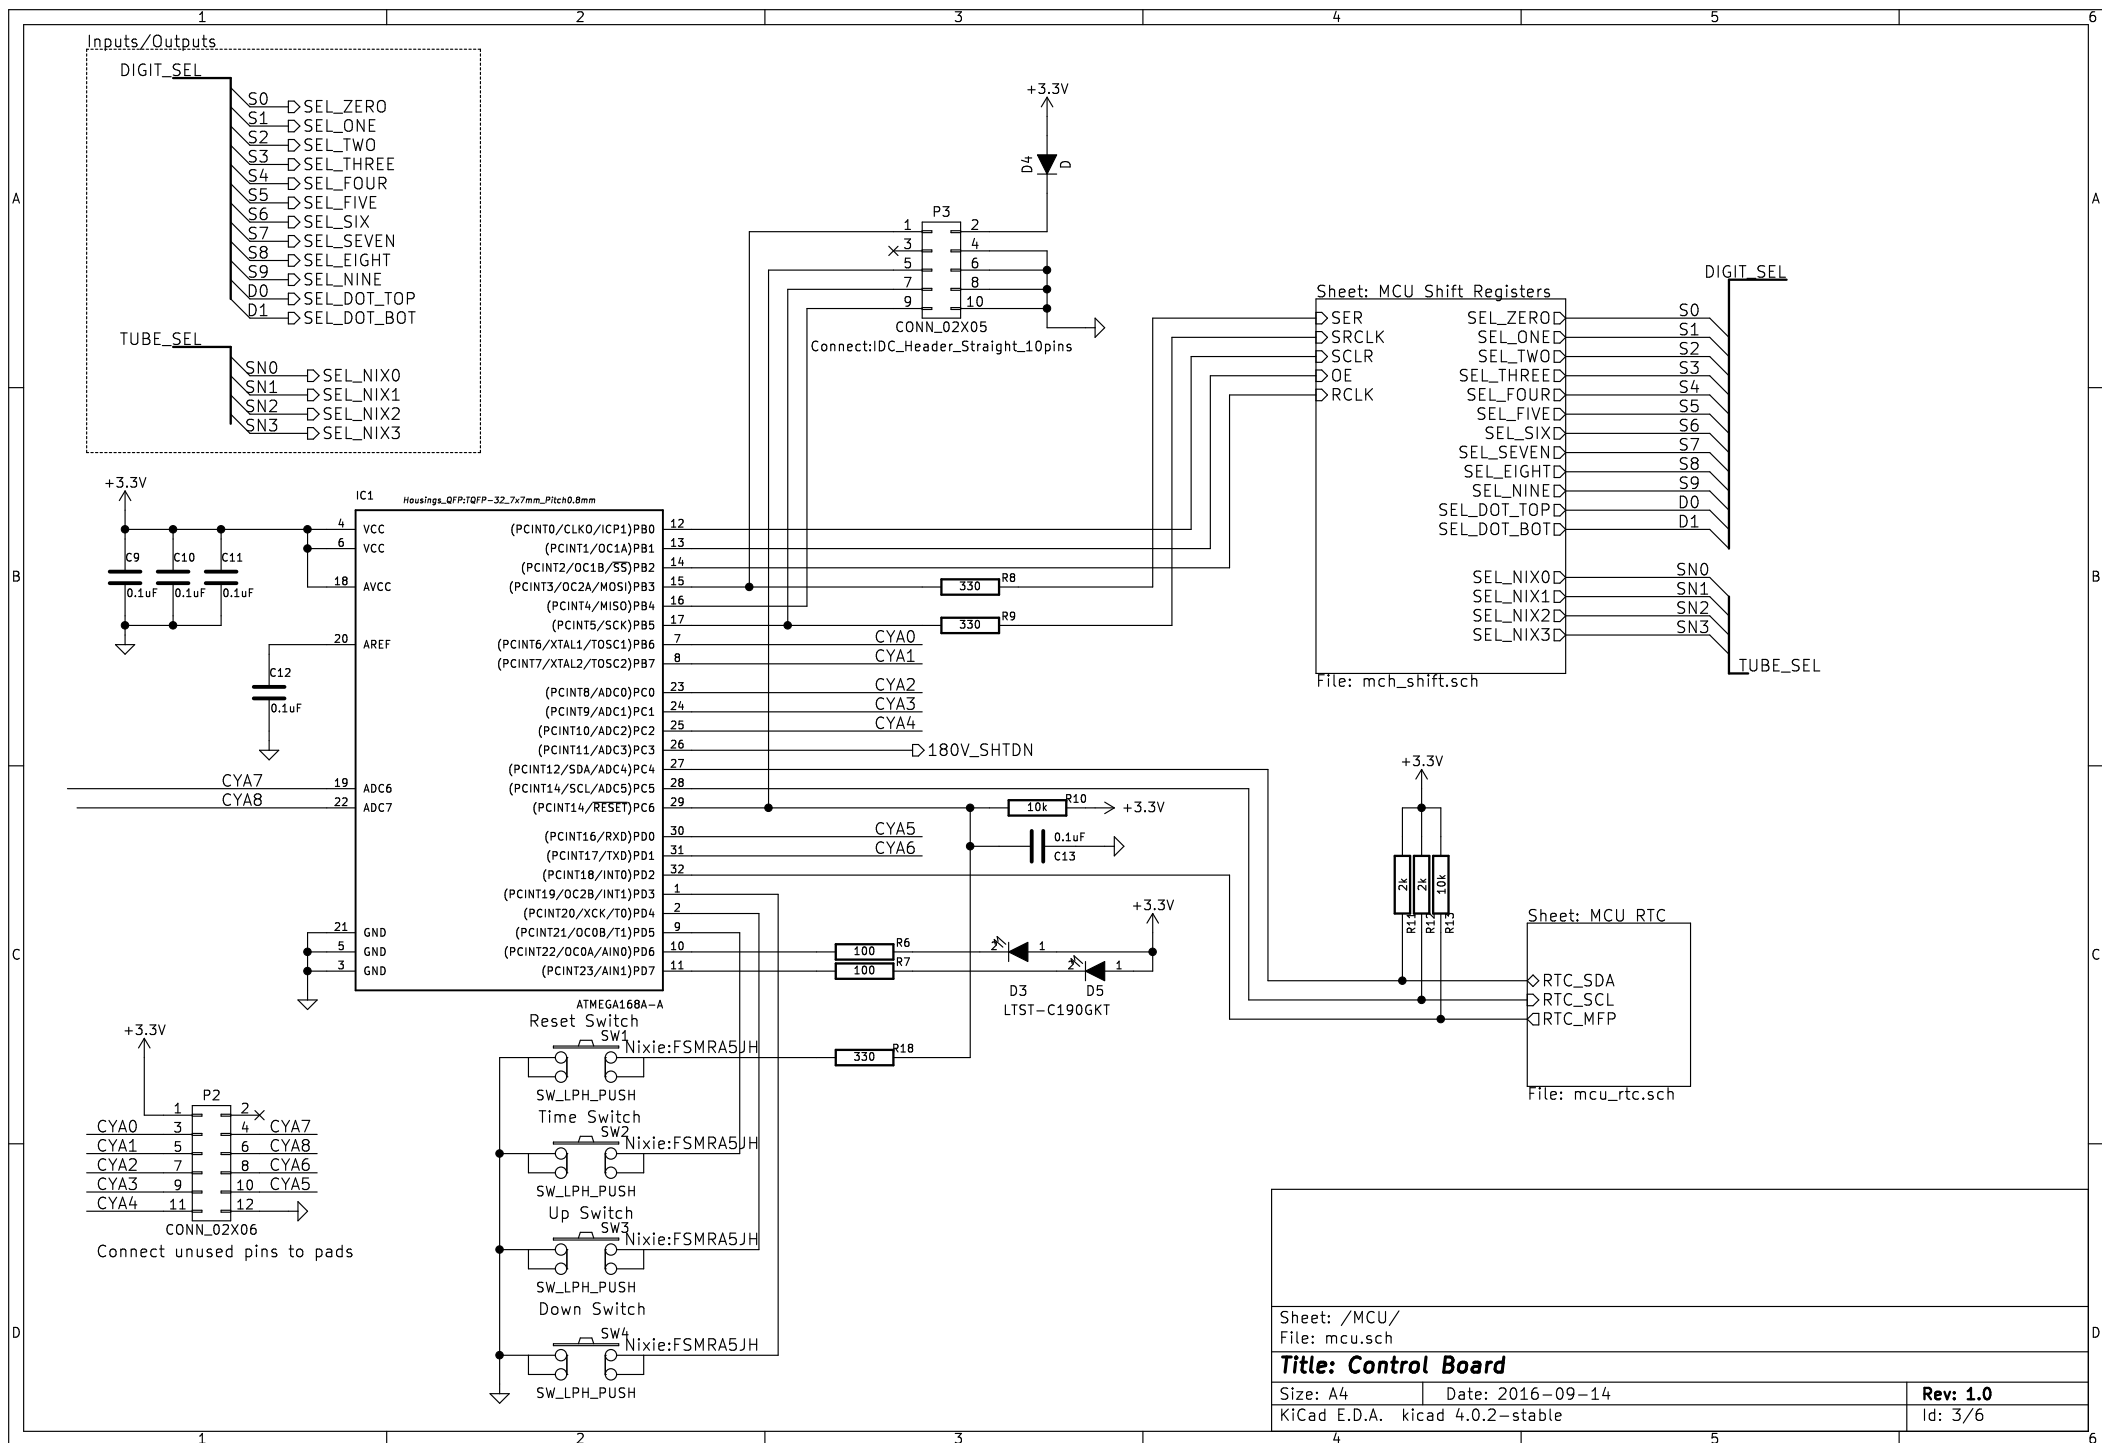 1 2 3 4 5 6
Inputs/Outputs
DIGIT_SEL
S0 SEL_ZERO
S1 SEL_ONE
S2 SEL_TWO
S3 SEL_THREE
S4 SEL_FOUR
S5 SEL_FIVE
S6 SEL_SIX
S7 SEL_SEVEN
S8 SEL_EIGHT
S9 SEL_NINE
D0 SEL_DOT_TOP
D1 SEL_DOT_BOT
TUBE_SEL
SN0 SEL_NIX0
SN1 SEL_NIX1
SN2 SEL_NIX2
SN3 SEL_NIX3
A A
B B
C C
D D
+3.3V
D4 D
P3
1 2
3 4
5 6
7 8
9 10
CONN_02X05
Connect:IDC_Header_Straight_10pins
Sheet: MCU Shift Registers
SER SEL_ZERO S0
SRCLK SEL_ONE S1
SCLR SEL_TWO S2
OE SEL_THREE S3
RCLK SEL_FOUR S4
SEL_FIVE S5
SEL_SIX S6
SEL_SEVEN S7
SEL_EIGHT S8
SEL_NINE S9
SEL_DOT_TOP D0
SEL_DOT_BOT D1
SEL_NIX0 SN0
SEL_NIX1 SN1
SEL_NIX2 SN2
SEL_NIX3 SN3
File: mch_shift.sch
DIGIT_SEL
TUBE_SEL
+3.3V
C9 C10 C11
0.1uF 0.1uF 0.1uF
C12
0.1uF
IC1
Housings_QFP:TQFP-32_7x7mm_Pitch0.8mm
4 VCC
6 VCC
18 AVCC
20 AREF
CYA7 19 ADC6
CYA8 22 ADC7
21 GND
5 GND
3 GND
(PCINT0/CLKO/ICP1)PB0 12
(PCINT1/OC1A)PB1 13
(PCINT2/OC1B/SS)PB2 14
(PCINT3/OC2A/MOSI)PB3 15 330 R8
(PCINT4/MISO)PB4 16
(PCINT5/SCK)PB5 17 330 R9
(PCINT6/XTAL1/TOSC1)PB6 7 CYA0
(PCINT7/XTAL2/TOSC2)PB7 8 CYA1
(PCINT8/ADC0)PC0 23 CYA2
(PCINT9/ADC1)PC1 24 CYA3
(PCINT10/ADC2)PC2 25 CYA4
(PCINT11/ADC3)PC3 26 180V_SHTDN
(PCINT12/SDA/ADC4)PC4 27
(PCINT14/SCL/ADC5)PC5 28
(PCINT14/RESET)PC6 29 10k R10 +3.3V
(PCINT16/RXD)PD0 30 CYA5
(PCINT17/TXD)PD1 31 CYA6
(PCINT18/INT0)PD2 32
(PCINT19/OC2B/INT1)PD3 1
(PCINT20/XCK/T0)PD4 2
(PCINT21/OC0B/T1)PD5 9
(PCINT22/OC0A/AIN0)PD6 10 100 R6 2 1
(PCINT23/AIN1)PD7 11 100 R7 2 1
ATMEGA168A-A
0.1uF
C13
+3.3V
D3 D5
LTST-C190GKT
+3.3V
2k 2k 10k
R11 R12 R13
Sheet: MCU RTC
RTC_SDA
RTC_SCL
RTC_MFP
File: mcu_rtc.sch
Reset Switch
SW1 Nixie:FSMRA5JH 330 R18
SW_LPH_PUSH
Time Switch
SW2 Nixie:FSMRA5JH
SW_LPH_PUSH
Up Switch
SW3 Nixie:FSMRA5JH
SW_LPH_PUSH
Down Switch
SW4 Nixie:FSMRA5JH
SW_LPH_PUSH
+3.3V
P2
1 2
CYA0 3 4 CYA7
CYA1 5 6 CYA8
CYA2 7 8 CYA6
CYA3 9 10 CYA5
CYA4 11 12
CONN_02X06
Connect unused pins to pads
Sheet: /MCU/
File: mcu.sch
Title: Control Board
Size: A4 Date: 2016-09-14 Rev: 1.0
KiCad E.D.A. kicad 4.0.2-stable Id: 3/6
1 2 3 4 5 6